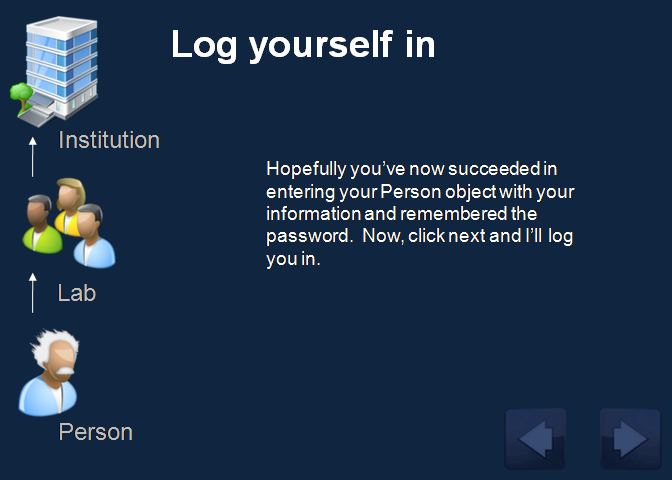 Log yourself in
Institution
Hopefully you've now succeeded in
entering your Person object with your
information and remembered the
password.  Now, click next and I'll log
you in.
Lab
Person